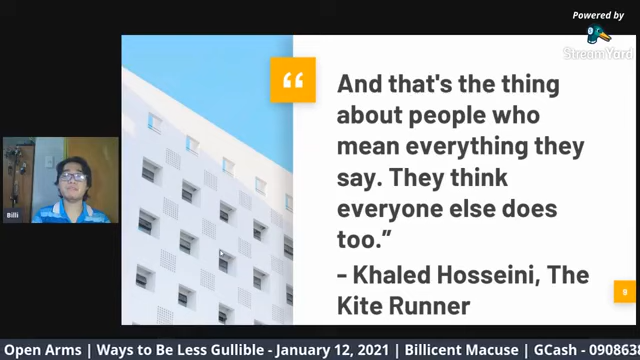 Powered by
StreamYard
“
And that's the thing
about people who
mean everything they
say. They think
everyone else does
too.”
- Khaled Hosseini, The
Kite Runner
9
Billi
Open Arms | Ways to Be Less Gullible - January 12, 2021 | Billicent Macuse | GCash - 090863